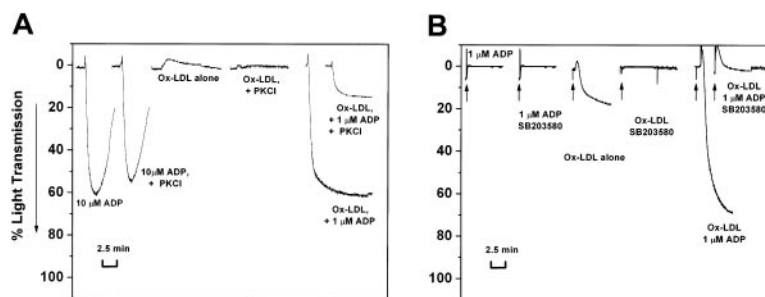 A
B
% Light Transmission
0
20
40
60
80
100
Ox-LDL alone
Ox-LDL,
+ PKCI
Ox-LDL,
+ 1 µM ADP
+ PKCI
10 µM ADP
10µM ADP,
+ PKCI
Ox-LDL,
+ 1 µM ADP
2.5 min
0
20
40
60
80
100
1 µM ADP
1 µM ADP
SB203580
Ox-LDL alone
Ox-LDL
SB203580
Ox-LDL
1 µM ADP
SB203580
Ox-LDL
1 µM ADP
2.5 min